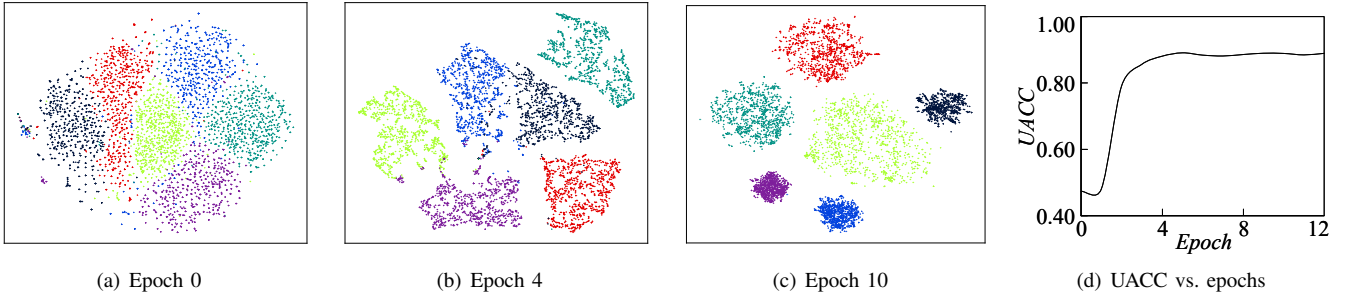 1.00
0.80
0.60
0.40
UACC
0
4
8
12
Epoch
(a) Epoch 0
(b) Epoch 4
(c) Epoch 10
(d) UACC vs. epochs